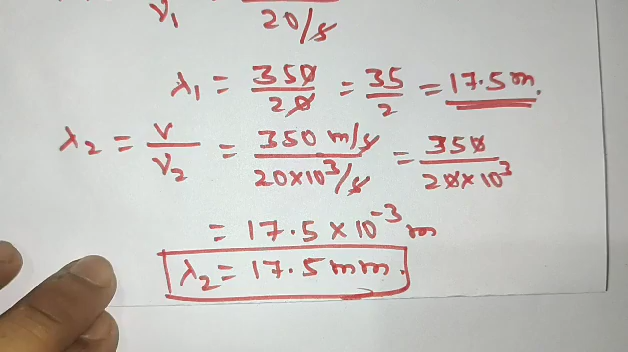 ν₁ 20/s
λ₁ = 350/20 = 35/2 = 17.5 m.
λ₂ = v/ν₂ = 350 m/s / 20×10³/s = 350/20×10³
= 17.5 × 10⁻³ m
λ₂ = 17.5 mm.